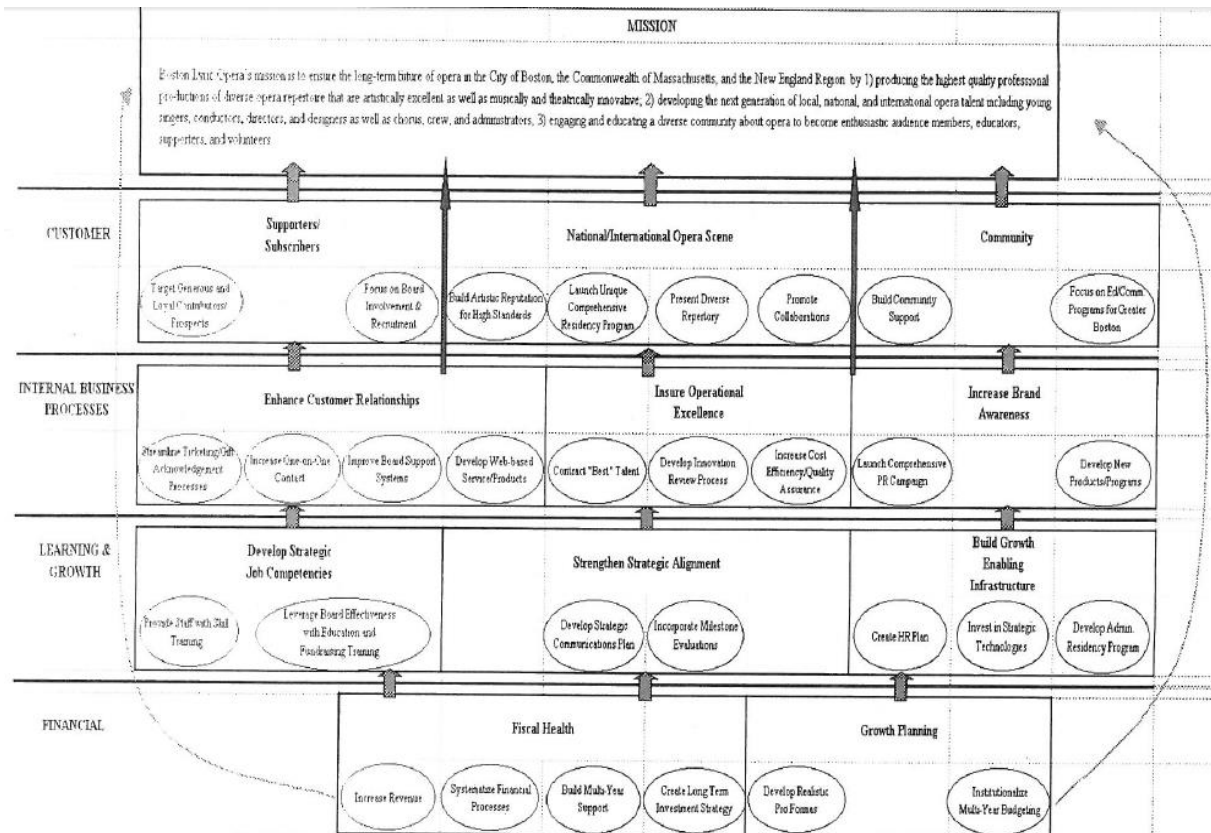 MISSION
Boston Lyric Opera's mission is to ensure the long-term future of opera in the City of Boston, the Commonwealth of Massachusetts, and the New England Region by 1) producing the highest quality professional
productions of diverse opera repertoire that are artistically excellent as well as musically and theatrically innovative; 2) developing the next generation of local, national, and international opera talent including young
singers, conductors, directors, and designers as well as chorus, crew, and administrators, 3) engaging and educating a diverse community about opera to become enthusiastic audience members, educators,
supporters, and volunteers
CUSTOMER
Supporters/
Subscribers
National/International Opera Scene
Community
Target Generous and
Loyal Contributors/
Prospects
Focus on Board
Involvement &
Recruitment
Build Artistic Reputation
for High Standards
Launch Unique
Comprehensive
Residency Program
Present Diverse
Repertory
Promote
Collaborations
Build Community
Support
Focus on Ed/Comm.
Programs for Greater
Boston
INTERNAL BUSINESS
PROCESSES
Enhance Customer Relationships
Insure Operational
Excellence
Increase Brand
Awareness
Streamline Ticketing/Gift
Acknowledgement
Processes
Increase One-on-One
Contact
Improve Board Support
Systems
Develop Web-based
Service/Products
Contract "Best" Talent
Develop Innovation
Review Process
Increase Cost
Efficiency/Quality
Assurance
Launch Comprehensive
PR Campaign
Develop New
Products/Programs
LEARNING &
GROWTH
Develop Strategic
Job Competencies
Strengthen Strategic Alignment
Build Growth
Enabling
Infrastructure
Provide Staff with Skill
Training
Leverage Board Effectiveness
with Education and
Fundraising Training
Develop Strategic
Communications Plan
Incorporate Milestone
Evaluations
Create HR Plan
Invest in Strategic
Technologies
Develop Admin.
Residency Program
FINANCIAL
Fiscal Health
Growth Planning
Increase Revenue
Systematize Financial
Processes
Build Multi-Year
Support
Create Long Term
Investment Strategy
Develop Realistic
Pro Formas
Institutionalize
Multi-Year Budgeting